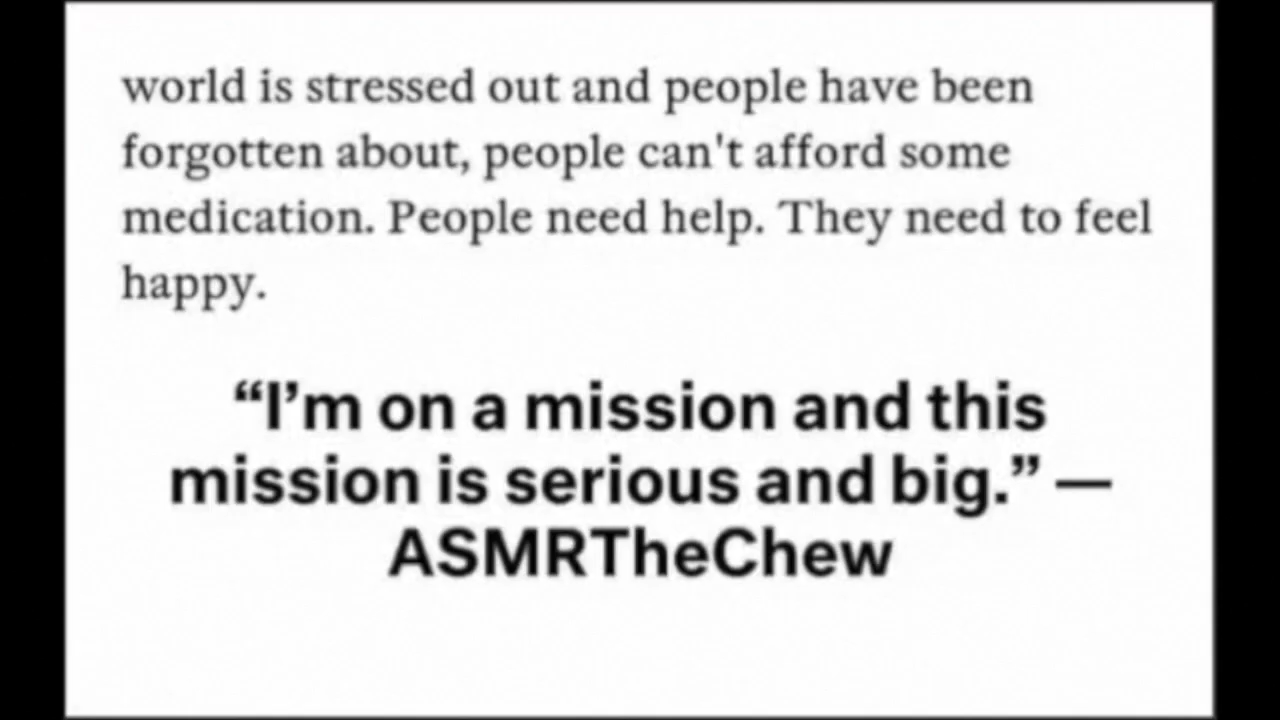 world is stressed out and people have been
forgotten about, people can't afford some
medication. People need help. They need to feel
happy.
“I’m on a mission and this
mission is serious and big.” —
ASMRTheChew